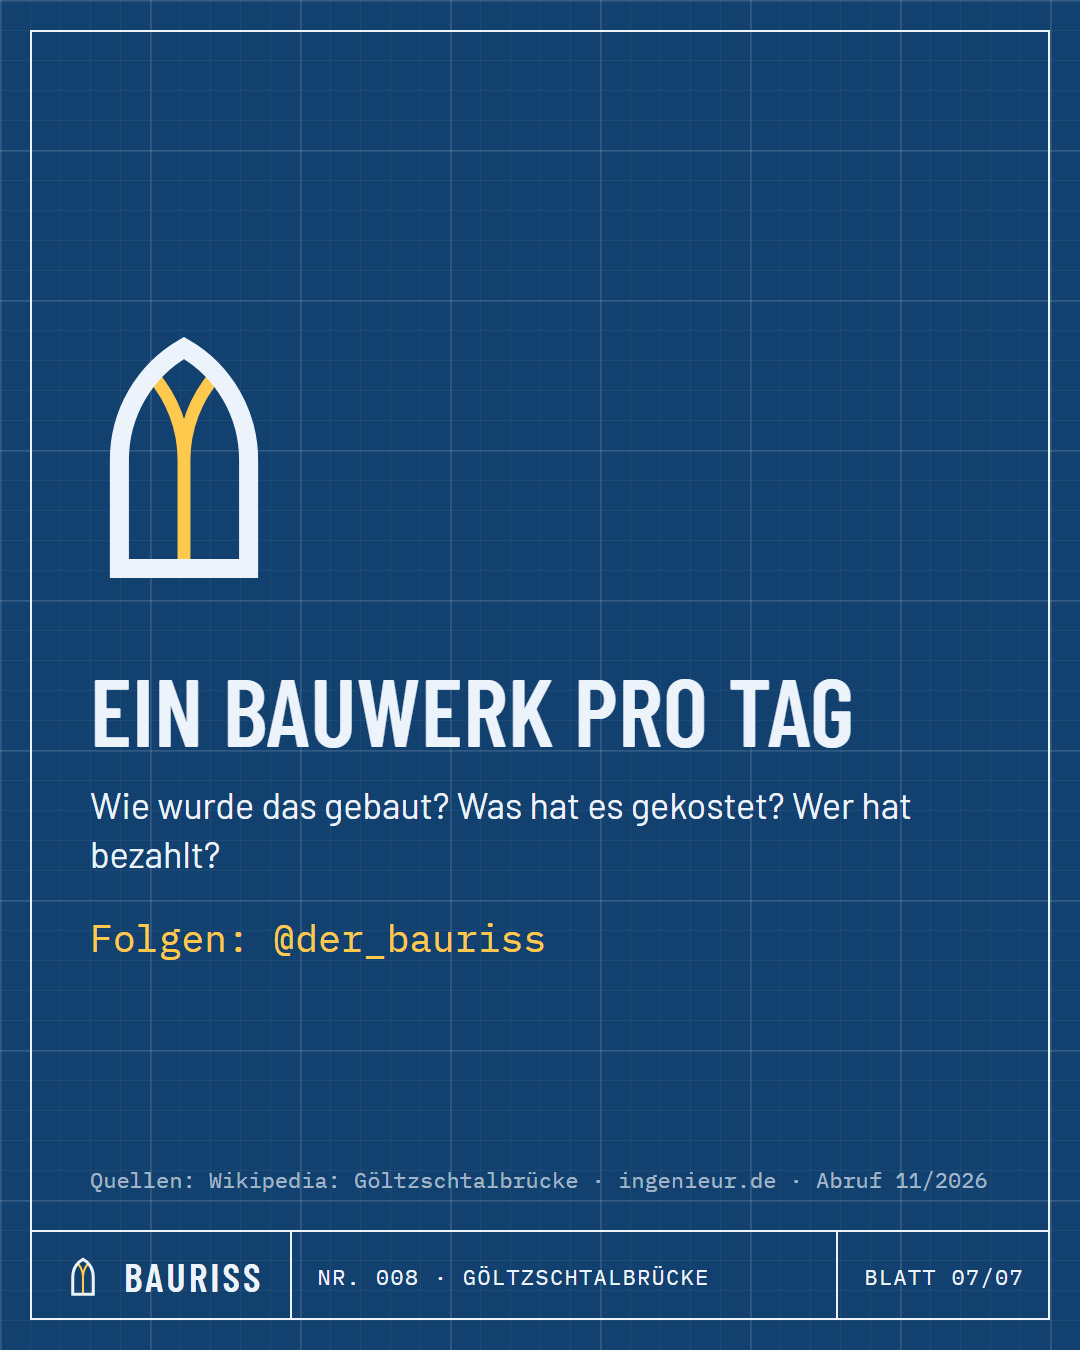 EIN BAUWERK PRO TAG
Wie wurde das gebaut? Was hat es gekostet? Wer hat
bezahlt?
Folgen: @der_bauriss
Quellen: Wikipedia: Göltzschtalbrücke · ingenieur.de · Abruf 11/2026
BAURISS
NR. 008 · GÖLTZSCHTALBRÜCKE
BLATT 07/07